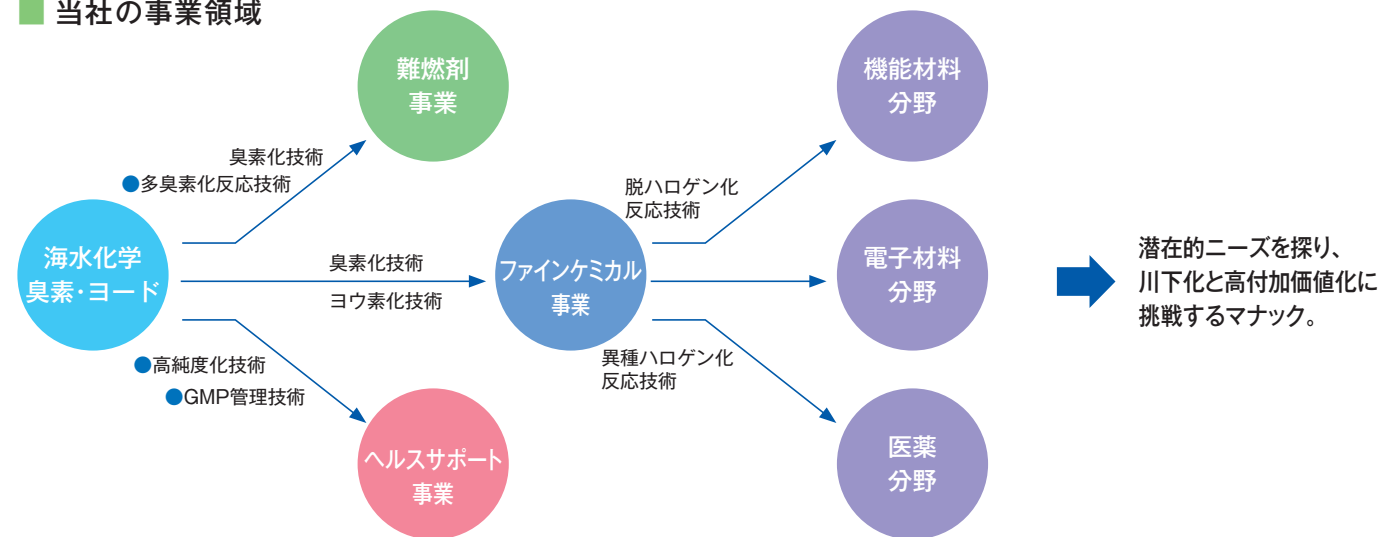 当社の事業領域
難燃剤
事業
機能材料
分野
臭素化技術
●多臭素化反応技術
脱ハロゲン化
反応技術
海水化学
臭素・ヨード
臭素化技術
ヨウ素化技術
ファインケミカル
事業
電子材料
分野
潜在的ニーズを探り、
川下化と高付加価値化に
挑戦するマナック。
●高純度化技術
●GMP管理技術
異種ハロゲン化
反応技術
ヘルスサポート
事業
医薬
分野